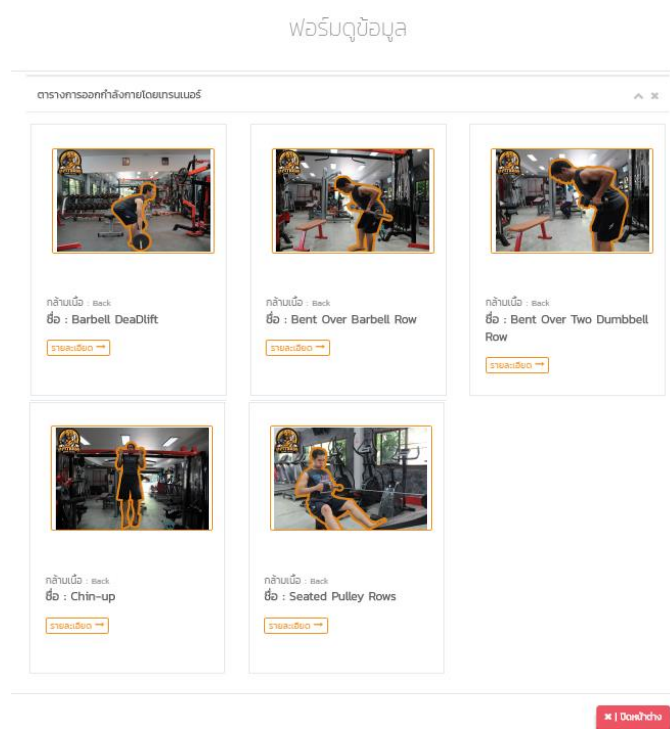 ฟอร์มดูข้อมูล
ตารางการออกกำลังกายโดยเทรนเนอร์
กล้ามเนื้อ : Back
ชื่อ : Barbell DeaDlift
รายละเอียด →
กล้ามเนื้อ : Back
ชื่อ : Bent Over Barbell Row
รายละเอียด →
กล้ามเนื้อ : Back
ชื่อ : Bent Over Two Dumbbell
Row
รายละเอียด →
กล้ามเนื้อ : Back
ชื่อ : Chin-up
รายละเอียด →
กล้ามเนื้อ : Back
ชื่อ : Seated Pulley Rows
รายละเอียด →
✖ | ปิดหน้าต่าง